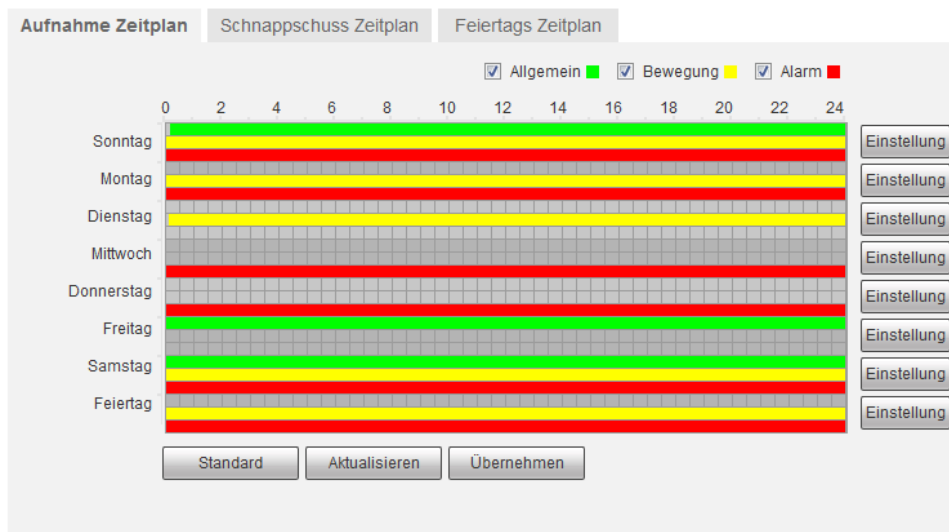 Aufnahme Zeitplan Schnappschuss Zeitplan Feiertags Zeitplan
Allgemein Bewegung Alarm
0 2 4 6 8 10 12 14 16 18 20 22 24
Sonntag Einstellung
Montag Einstellung
Dienstag Einstellung
Mittwoch Einstellung
Donnerstag Einstellung
Freitag Einstellung
Samstag Einstellung
Feiertag Einstellung
Standard Aktualisieren Übernehmen